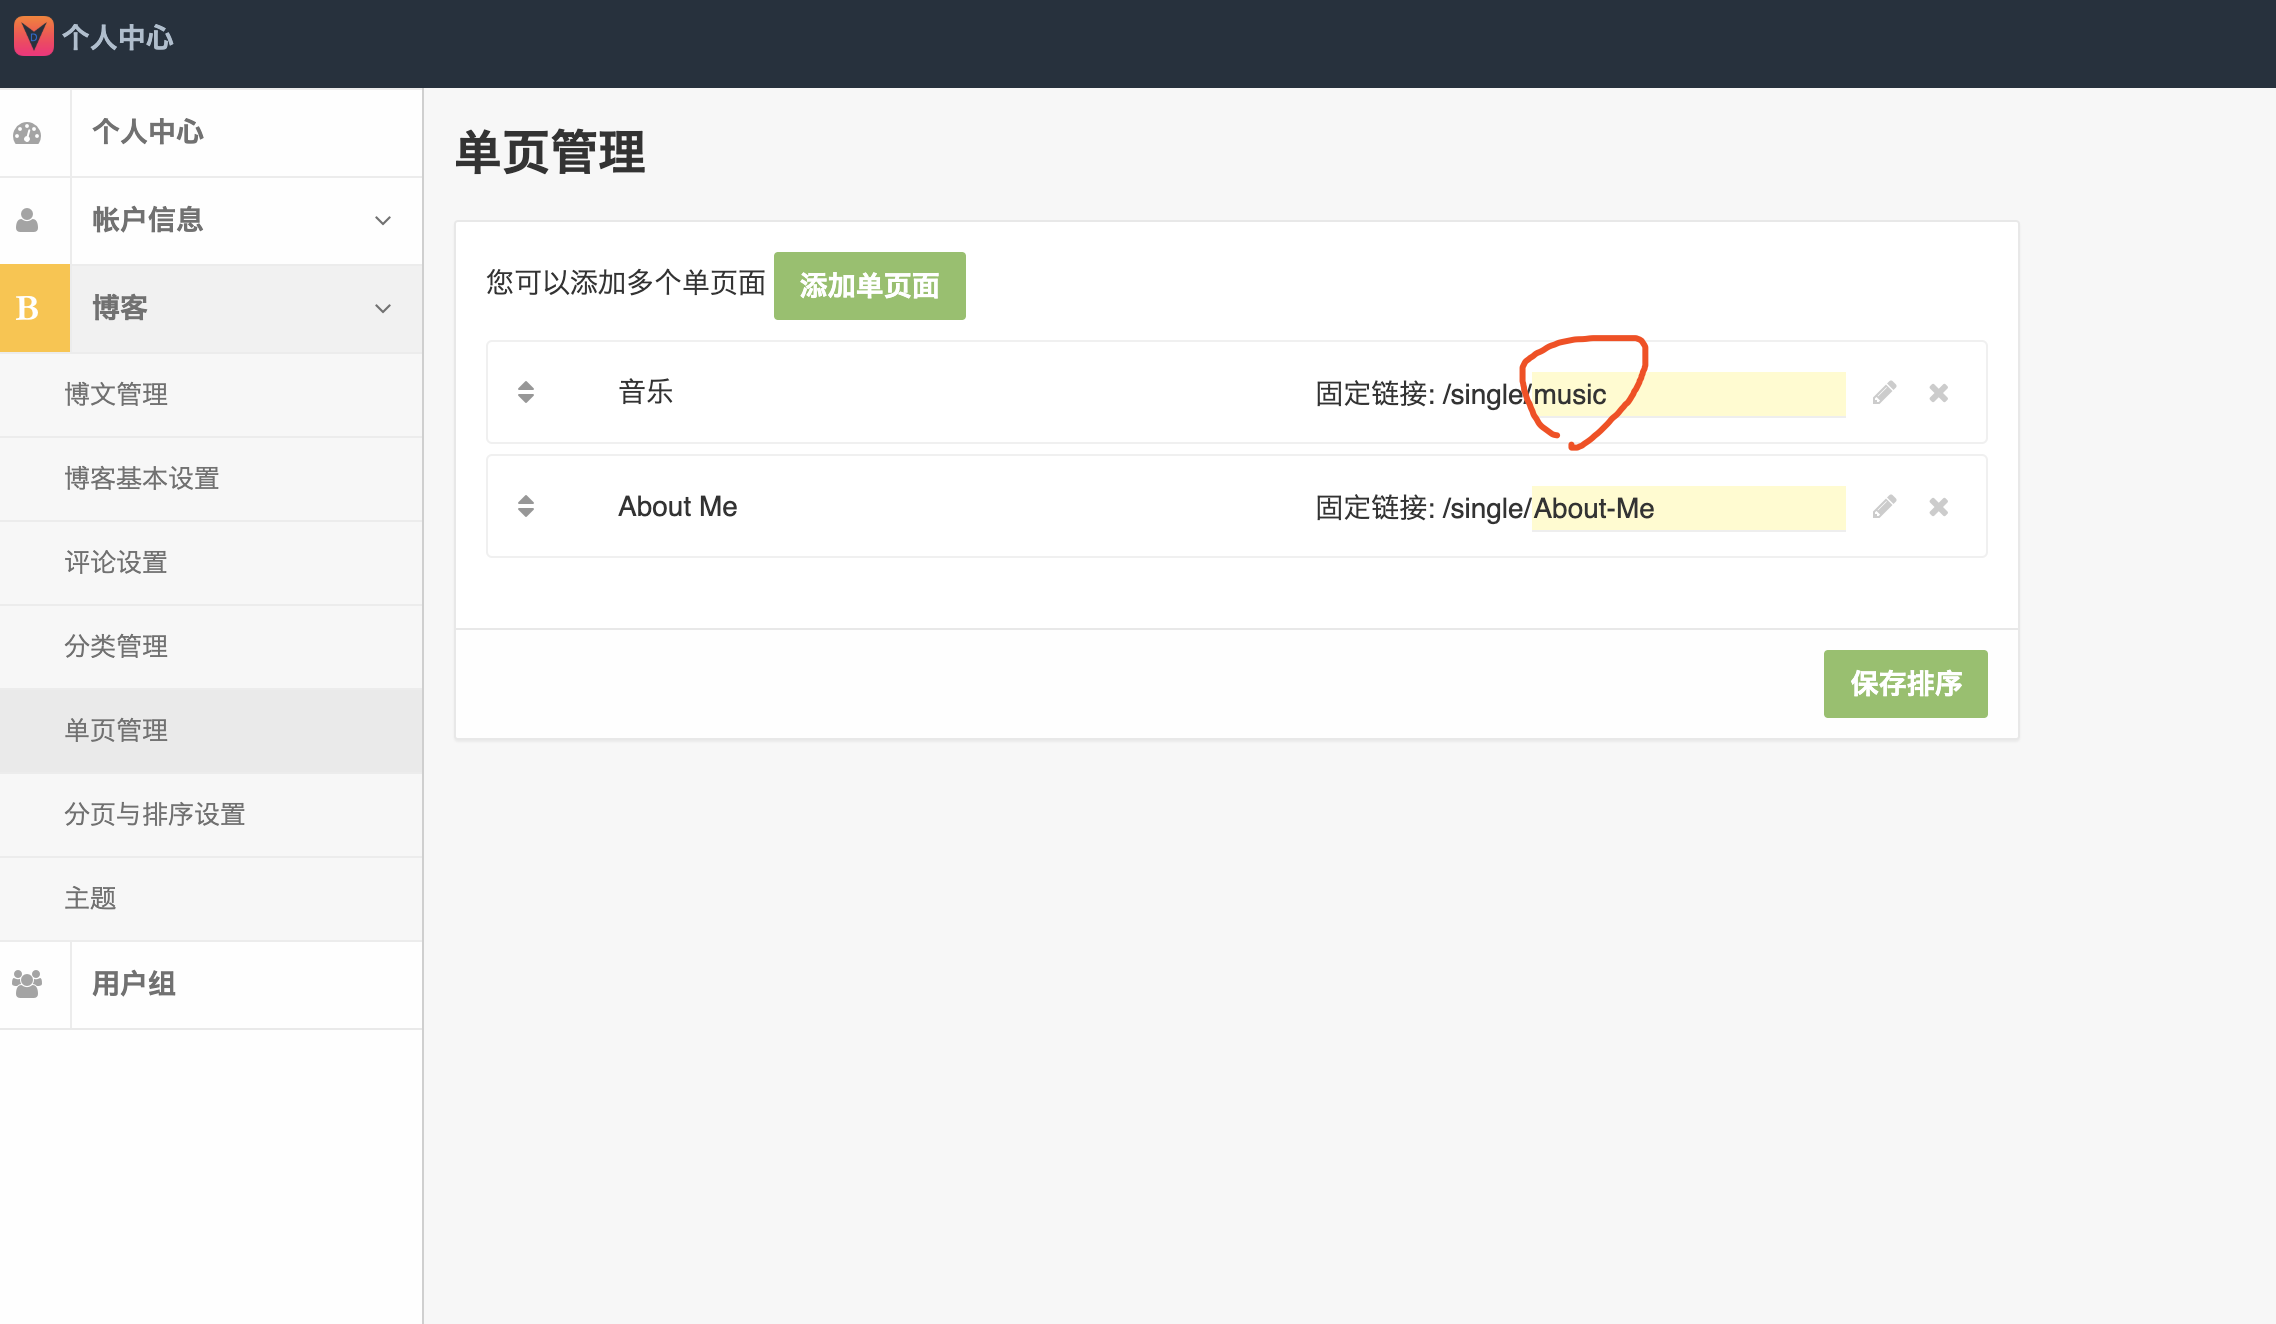 个人中心
个人中心
帐户信息
B 博客
博文管理
博客基本设置
评论设置
分类管理
单页管理
分页与排序设置
主题
用户组
单页管理
您可以添加多个单页面 添加单页面
音乐 固定链接: /single/music
About Me 固定链接: /single/About-Me
保存排序